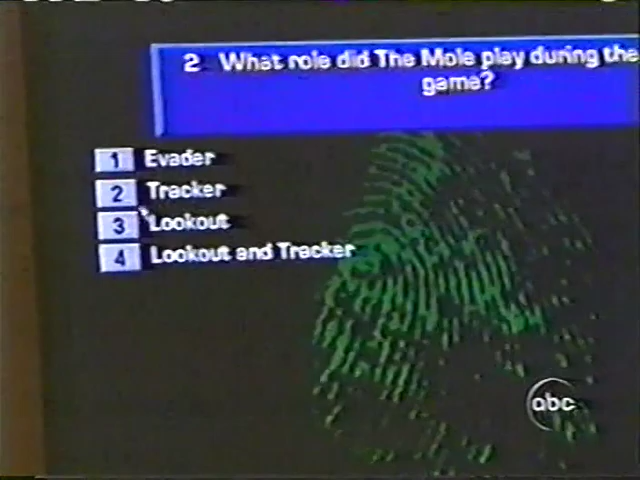 2 What role did The Mole play during the
game?
1 Evader
2 Tracker
3 Lookout
4 Lookout and Tracker
abc